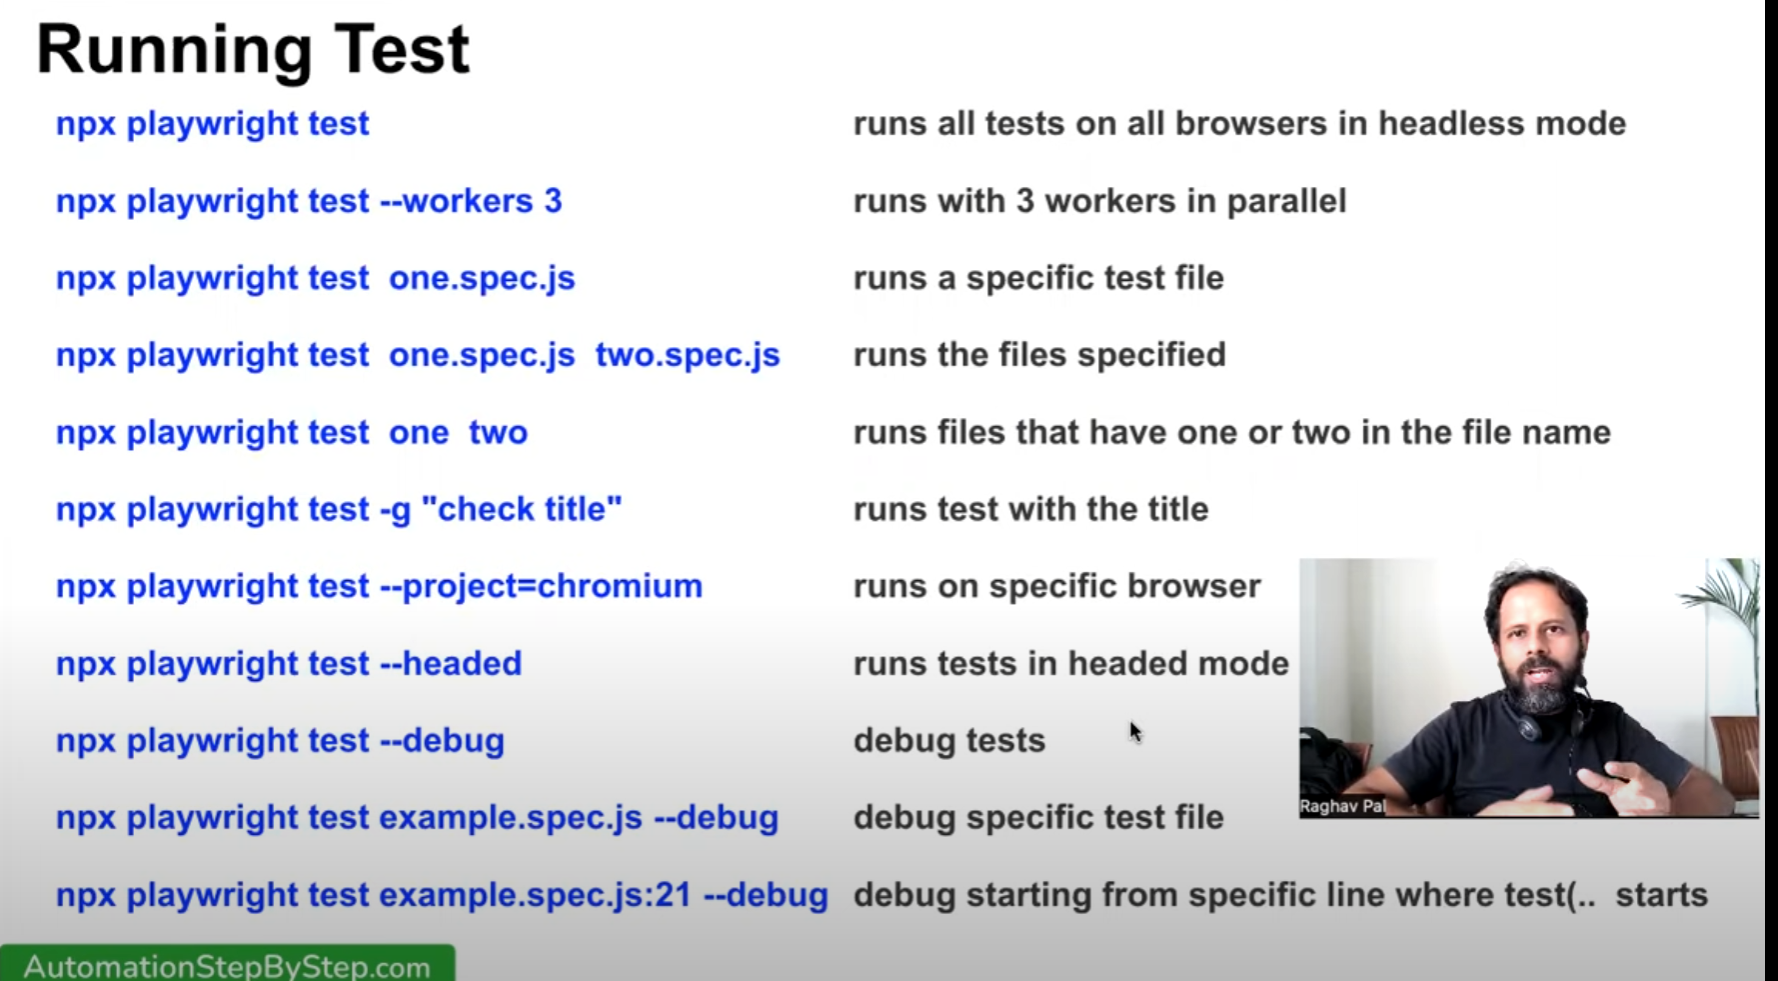 Running Test
npx playwright test runs all tests on all browsers in headless mode
npx playwright test --workers 3 runs with 3 workers in parallel
npx playwright test one.spec.js runs a specific test file
npx playwright test one.spec.js two.spec.js runs the files specified
npx playwright test one two runs files that have one or two in the file name
npx playwright test -g "check title" runs test with the title
npx playwright test --project=chromium runs on specific browser
npx playwright test --headed runs tests in headed mode
npx playwright test --debug debug tests
npx playwright test example.spec.js --debug debug specific test file
Raghav Pal
npx playwright test example.spec.js:21 --debug debug starting from specific line where test(.. starts
AutomationStepByStep.com